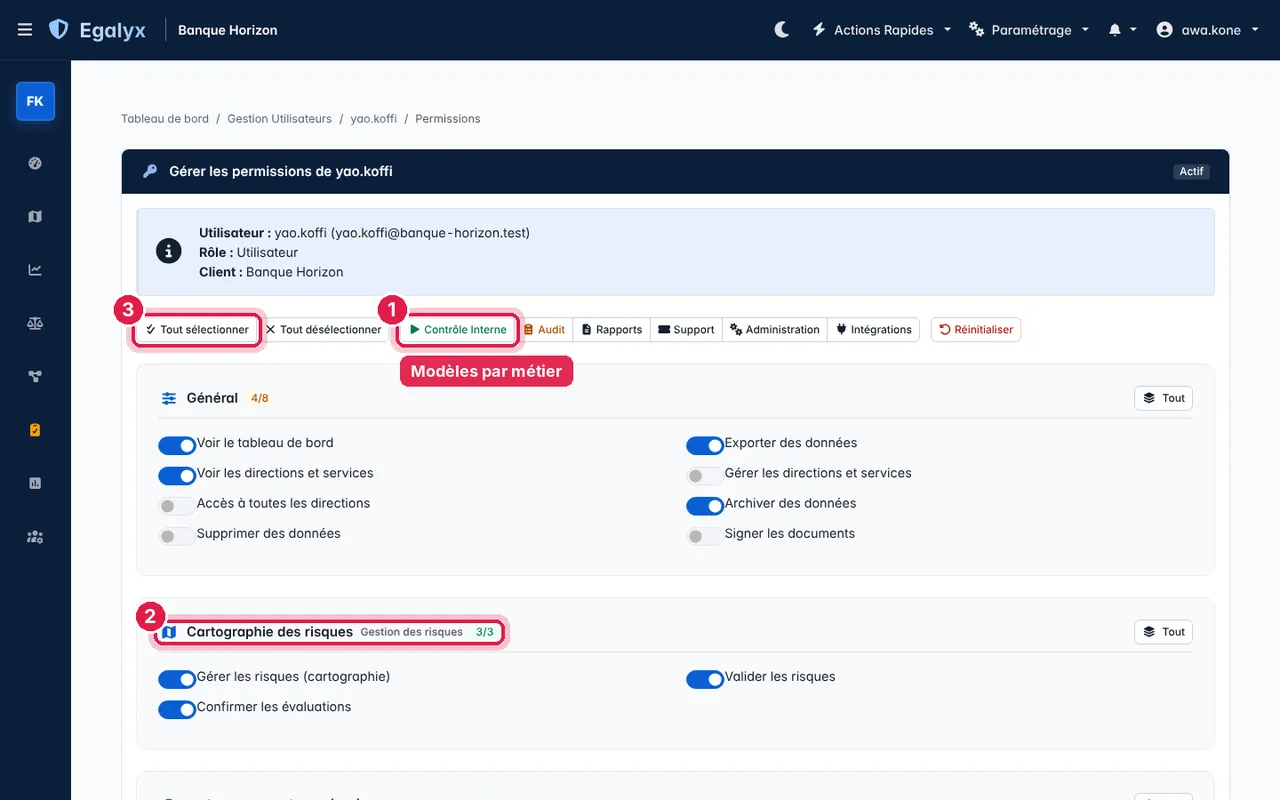 Egalyx
Banque Horizon
Actions Rapides
Paramétrage
awa.kone
FK
Tableau de bord / Gestion Utilisateurs / yao.koffi / Permissions
Gérer les permissions de yao.koffi
Actif
Utilisateur : yao.koffi (yao.koffi@banque-horizon.test)
Rôle : Utilisateur
Client : Banque Horizon
3
1
Tout sélectionner
Tout désélectionner
Contrôle Interne
Audit
Rapports
Support
Administration
Intégrations
Réinitialiser
Modèles par métier
Général 4/8
Tout
Voir le tableau de bord
Exporter des données
Voir les directions et services
Gérer les directions et services
Accès à toutes les directions
Archiver des données
Supprimer des données
Signer les documents
2
Cartographie des risques Gestion des risques 3/3
Tout
Gérer les risques (cartographie)
Valider les risques
Confirmer les évaluations